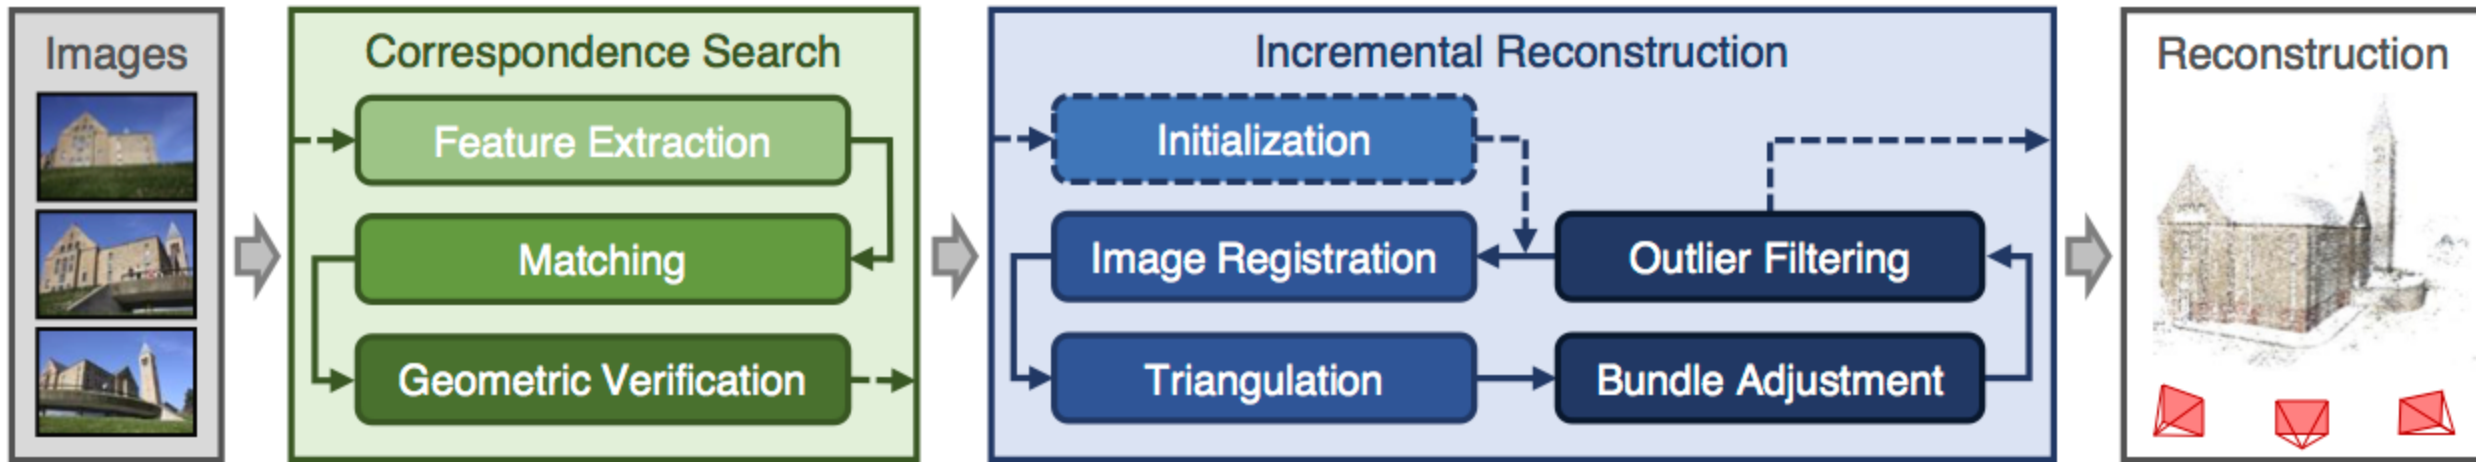 Images
Correspondence Search
Feature Extraction
Matching
Geometric Verification
Incremental Reconstruction
Initialization
Image Registration
Outlier Filtering
Triangulation
Bundle Adjustment
Reconstruction